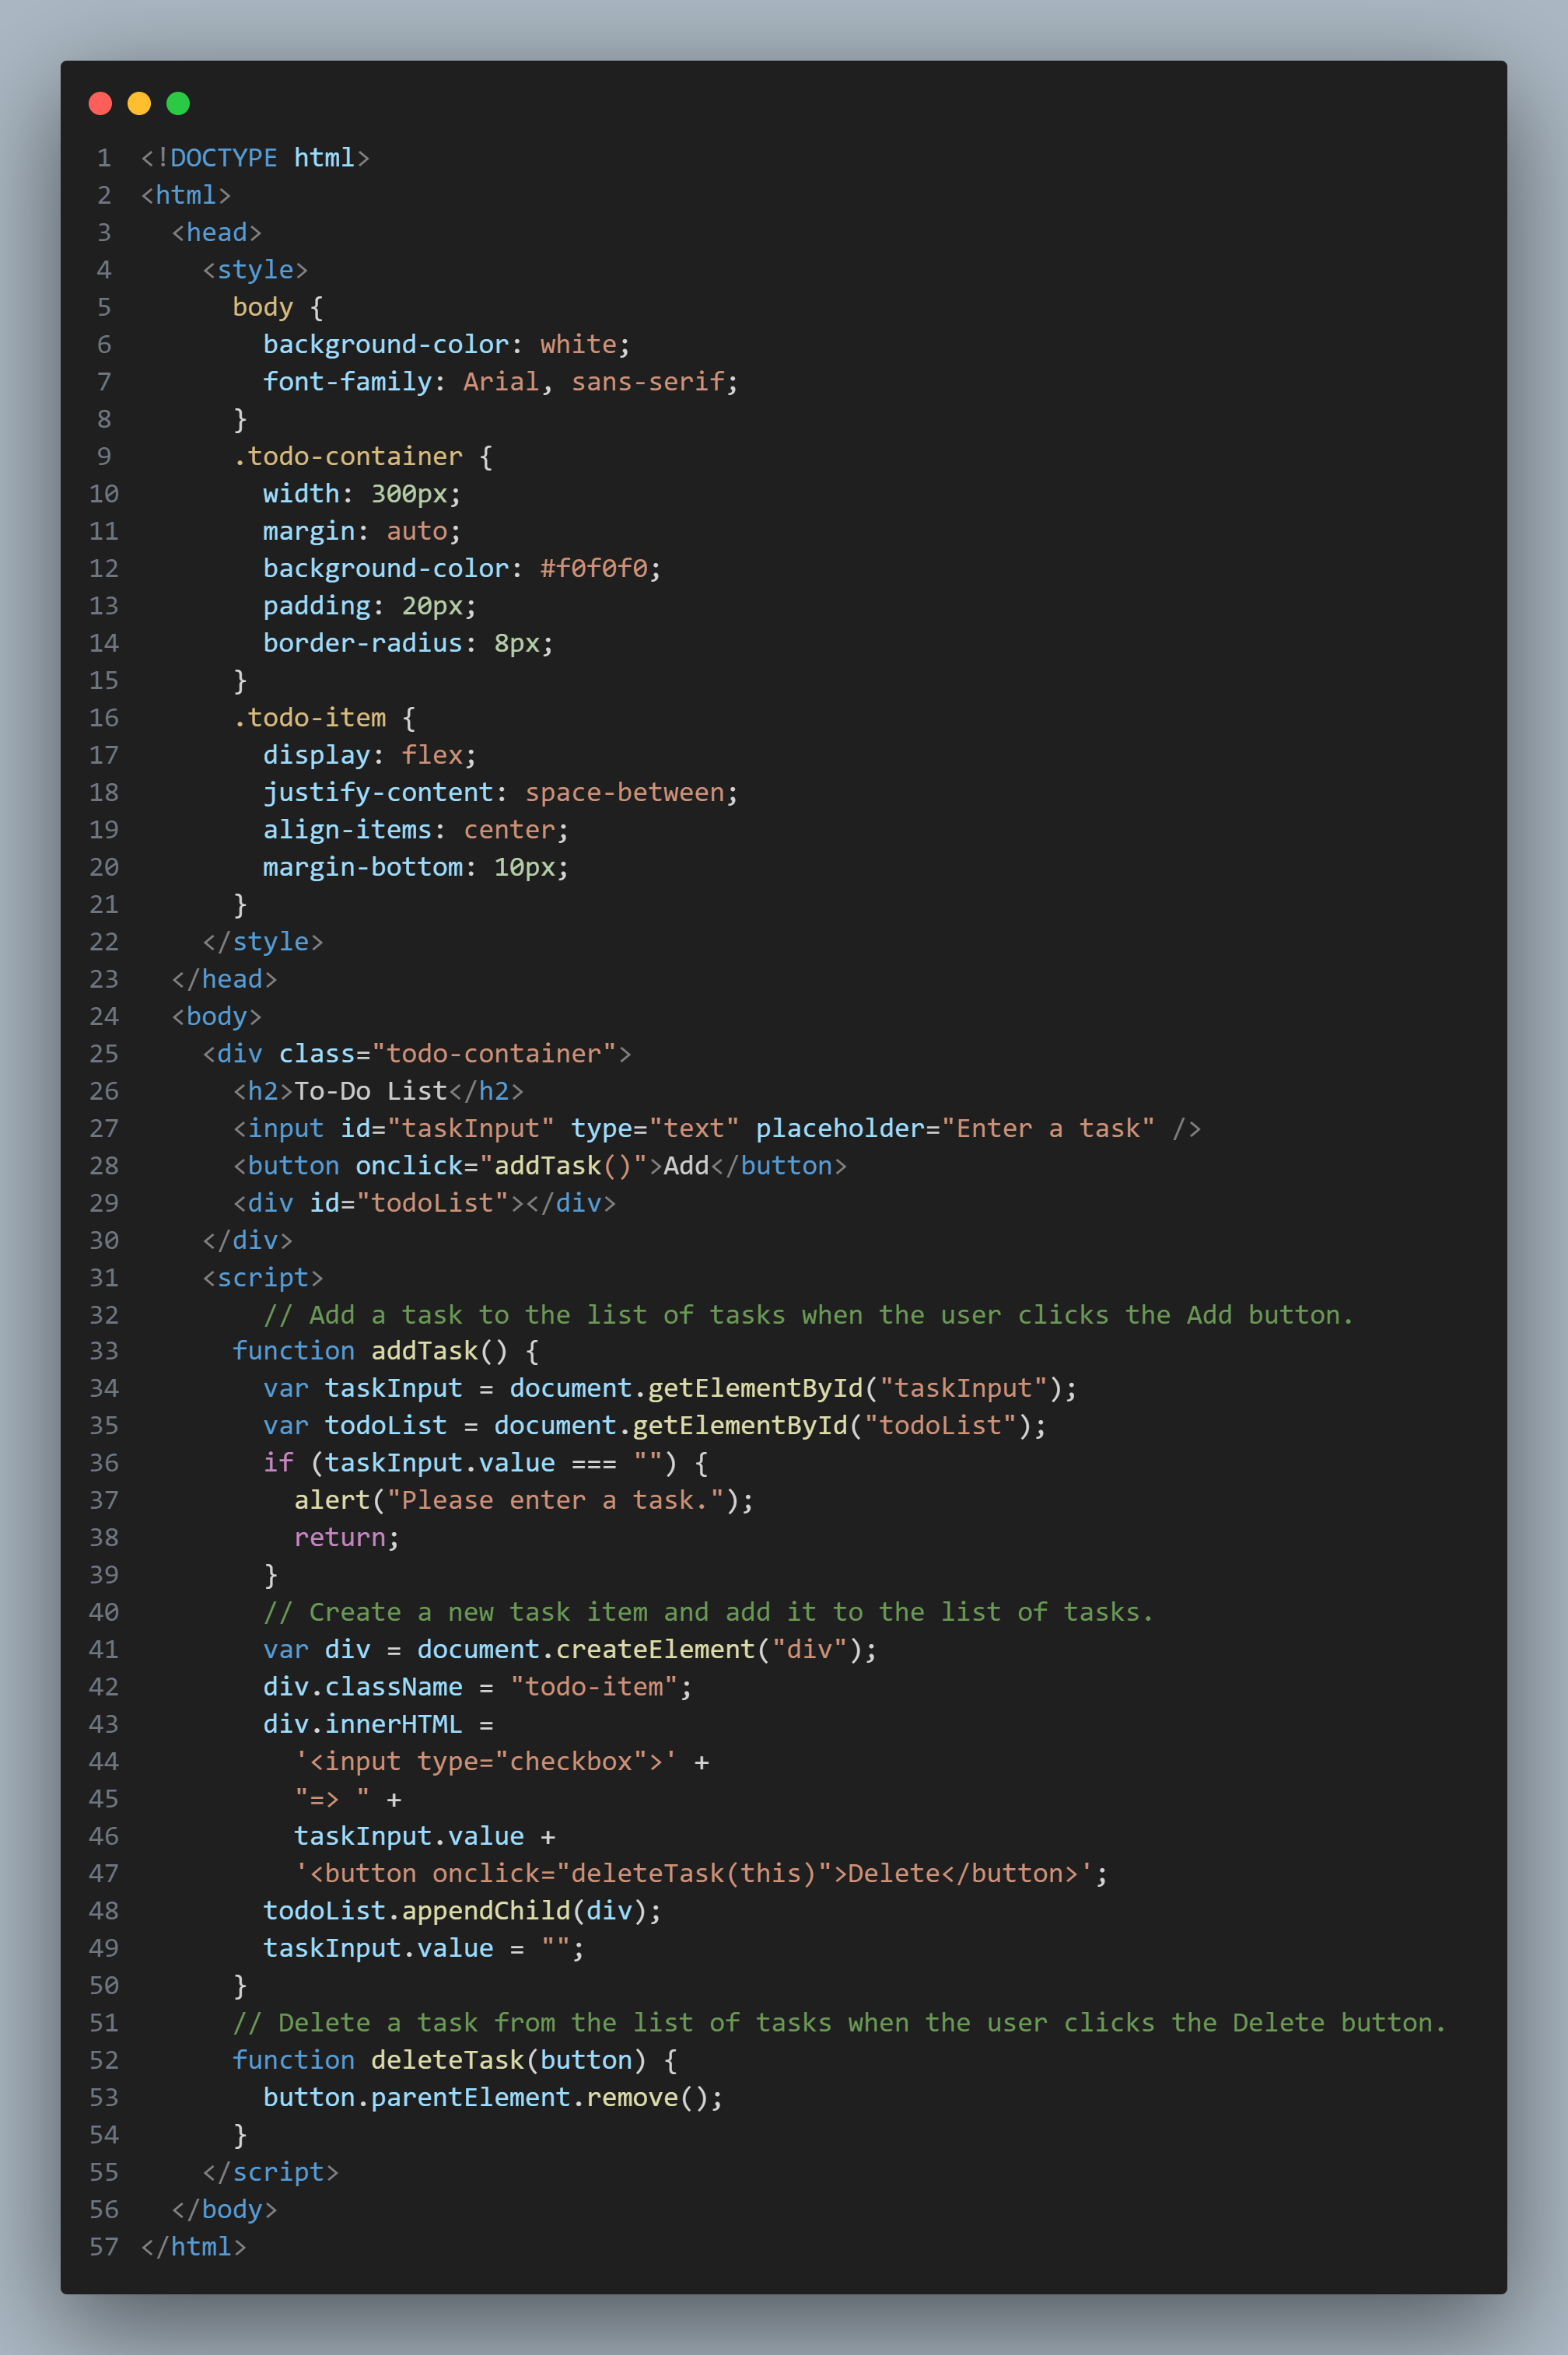 1 <!DOCTYPE html>
2 <html>
3   <head>
4     <style>
5       body {
6         background-color: white;
7         font-family: Arial, sans-serif;
8       }
9       .todo-container {
10         width: 300px;
11         margin: auto;
12         background-color: #f0f0f0;
13         padding: 20px;
14         border-radius: 8px;
15       }
16       .todo-item {
17         display: flex;
18         justify-content: space-between;
19         align-items: center;
20         margin-bottom: 10px;
21       }
22     </style>
23   </head>
24   <body>
25     <div class="todo-container">
26       <h2>To-Do List</h2>
27       <input id="taskInput" type="text" placeholder="Enter a task" />
28       <button onclick="addTask()">Add</button>
29       <div id="todoList"></div>
30     </div>
31     <script>
32         // Add a task to the list of tasks when the user clicks the Add button.
33       function addTask() {
34         var taskInput = document.getElementById("taskInput");
35         var todoList = document.getElementById("todoList");
36         if (taskInput.value === "") {
37           alert("Please enter a task.");
38           return;
39         }
40         // Create a new task item and add it to the list of tasks.
41         var div = document.createElement("div");
42         div.className = "todo-item";
43         div.innerHTML =
44           '<input type="checkbox">' +
45           "=> " +
46           taskInput.value +
47           '<button onclick="deleteTask(this)">Delete</button>';
48         todoList.appendChild(div);
49         taskInput.value = "";
50       }
51       // Delete a task from the list of tasks when the user clicks the Delete button.
52       function deleteTask(button) {
53         button.parentElement.remove();
54       }
55     </script>
56   </body>
57 </html>